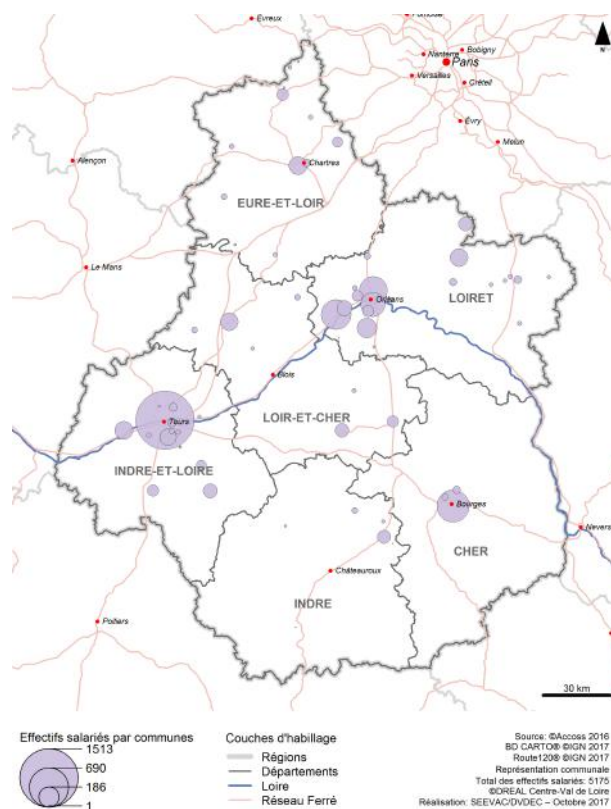 Evreux
Nanterre
Bobigny
N
Paris
Versailles
Créteil
Évry
Melun
Alençon
Chartres
EURE-ET-LOIR
Le Mans
LOIRET
Orléans
Blois
LOIR-ET-CHER
Tours
INDRE-ET-LOIRE
Bourges
Nevers
CHER
Châteauroux
INDRE
Poitiers
30 km
Effectifs salariés par communes
1513
690
186
1
Couches d'habillage
Régions
Départements
Loire
Réseau Ferré
Source: ©Accoss 2016
BD CARTO® ©IGN 2017
Route120® ©IGN 2017
Représentation communale
Total des effectifs salariés: 5175
©DREAL Centre-Val de Loire
Réalisation: SEEVAC/DVDEC – Octobre 2017